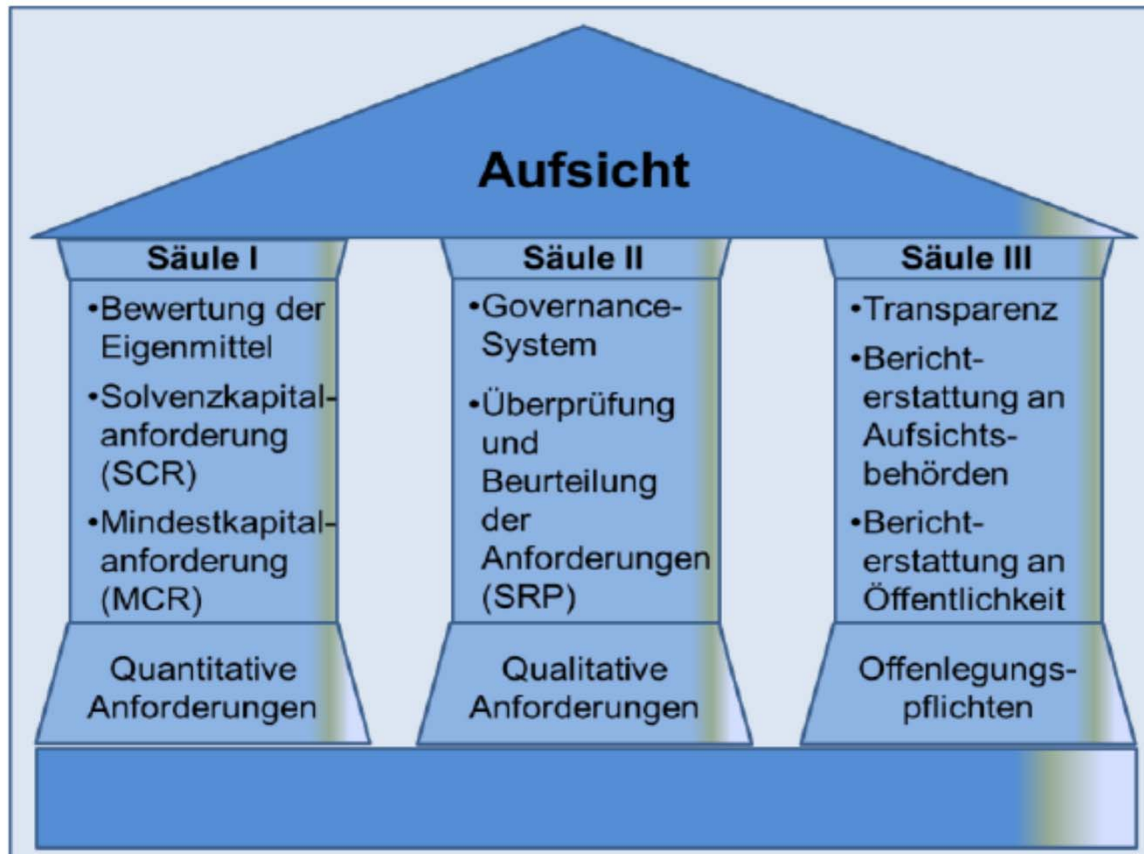 Aufsicht
Säule I
•Bewertung der
Eigenmittel
•Solvenzkapital-
anforderung
(SCR)
•Mindestkapital-
anforderung
(MCR)
Quantitative
Anforderungen
Säule II
•Governance-
System
•Überprüfung
und
Beurteilung
der
Anforderungen
(SRP)
Qualitative
Anforderungen
Säule III
•Transparenz
•Bericht-
erstattung an
Aufsichts-
behörden
•Bericht-
erstattung an
Öffentlichkeit
Offenlegungs-
pflichten